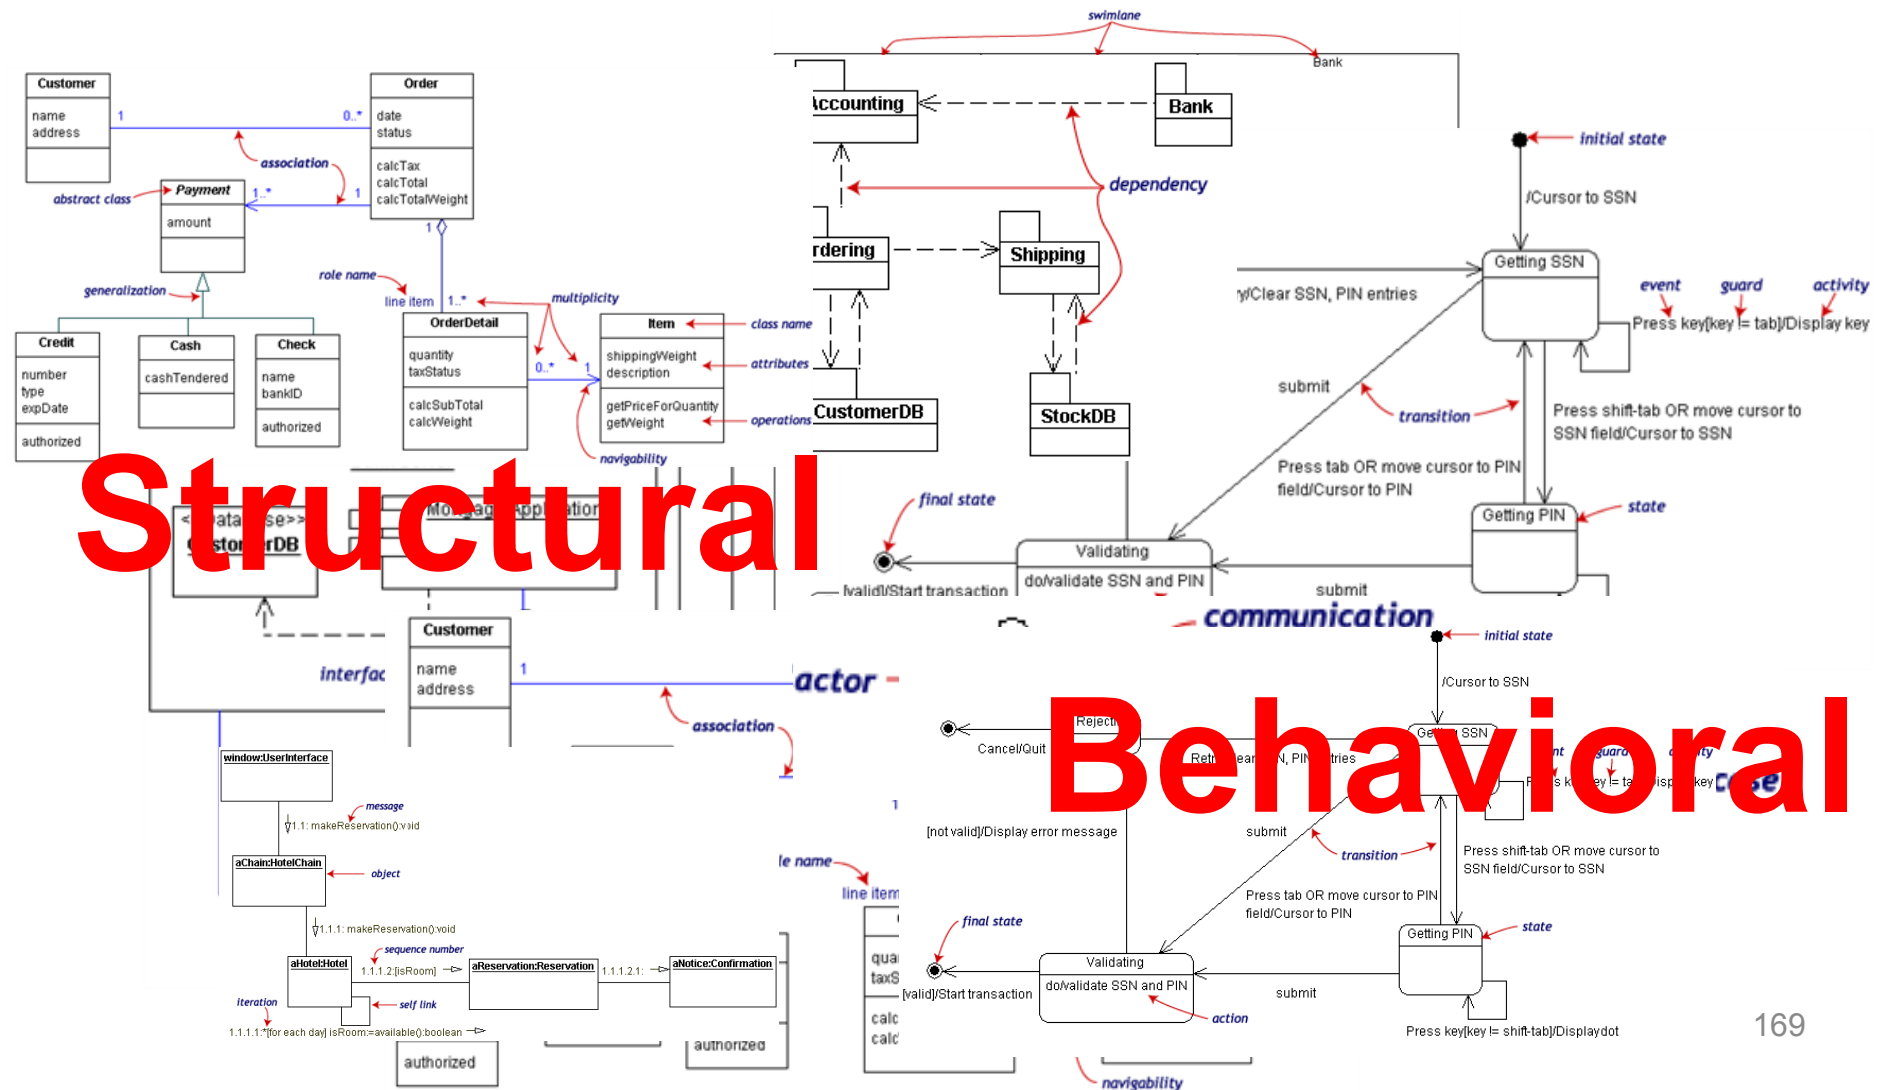 swimlane
Bank
Customer
name
address
1
0..*
association
Order
date
status
calcTax
calcTotal
calcTotalWeight
abstract class
Payment
amount
1..*
1
generalization
1
role name
line item
1..*
multiplicity
Credit
number
type
expDate
authorized
Cash
cashTendered
Check
name
bankID
authorized
OrderDetail
quantity
taxStatus
calcSubTotal
calcWeight
0..*
1
Item
shippingWeight
description
getPriceForQuantity
getWeight
class name
attributes
operations
navigability
Accounting
Bank
dependency
Shipping
CustomerDB
StockDB
initial state
/Cursor to SSN
Getting SSN
y/Clear SSN, PIN entries
event
guard
activity
Press key[key != tab]/Display key
submit
transition
Press shift-tab OR move cursor to
SSN field/Cursor to SSN
Press tab OR move cursor to PIN
field/Cursor to PIN
final state
Getting PIN
state
Validating
do/validate SSN and PIN
[valid]/Start transaction
submit
Structural
communication
Customer
name
address
1
association
actor
initial state
/Cursor to SSN
Cancel/Quit
Behavioral
[not valid]/Display error message
submit
transition
Press shift-tab OR move cursor to
SSN field/Cursor to SSN
Press tab OR move cursor to PIN
field/Cursor to PIN
final state
Getting PIN
state
Validating
do/validate SSN and PIN
[valid]/Start transaction
submit
action
Press key[key != shift-tab]/Displaydot
window:UserInterface
message
1.1: makeReservation():void
aChain:HotelChain
object
1.1.1: makeReservation():void
sequence number
aHotel:Hotel
1.1.1.2:[isRoom]
aReservation:Reservation
1.1.1.2.1:
aNotice:Confirmation
iteration
self link
1.1.1.1:*[for each day] isRoom:=available():boolean
authorized
authorized
le name
line item
navigability
169